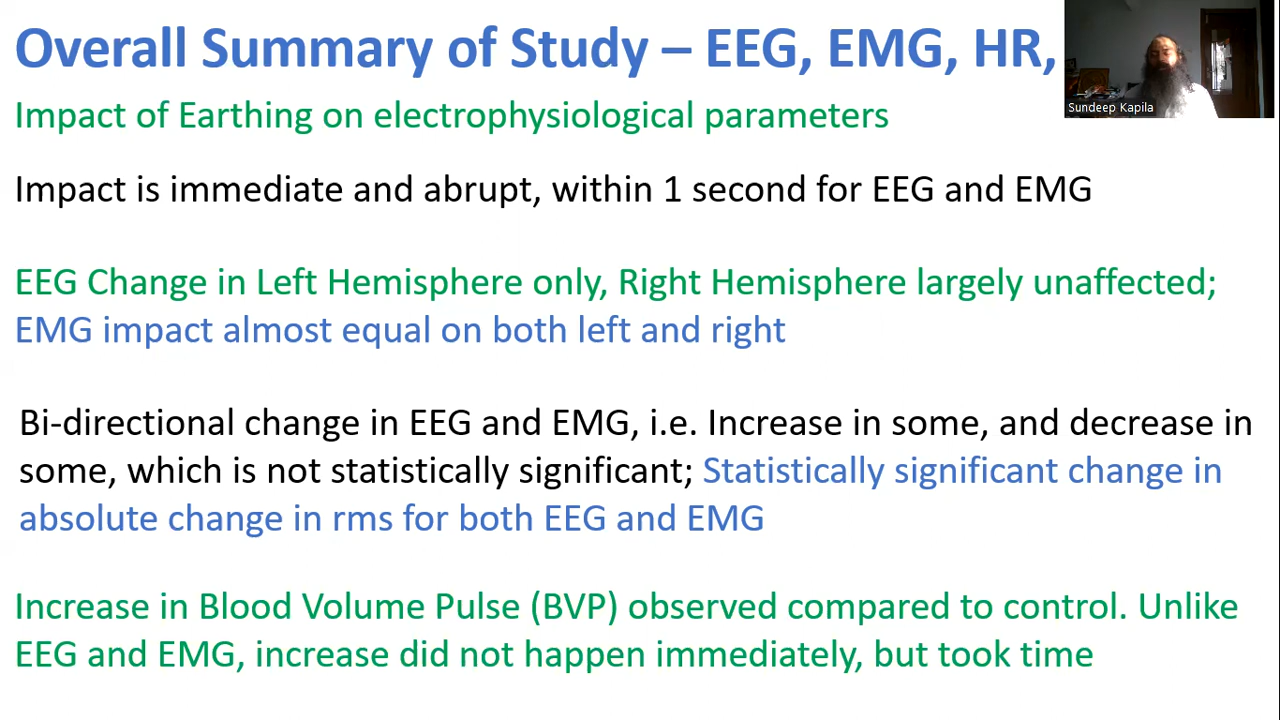 Overall Summary of Study – EEG, EMG, HR,
Sundeep Kapila
Impact of Earthing on electrophysiological parameters
Impact is immediate and abrupt, within 1 second for EEG and EMG
EEG Change in Left Hemisphere only, Right Hemisphere largely unaffected;
EMG impact almost equal on both left and right
Bi-directional change in EEG and EMG, i.e. Increase in some, and decrease in
some, which is not statistically significant; Statistically significant change in
absolute change in rms for both EEG and EMG
Increase in Blood Volume Pulse (BVP) observed compared to control. Unlike
EEG and EMG, increase did not happen immediately, but took time